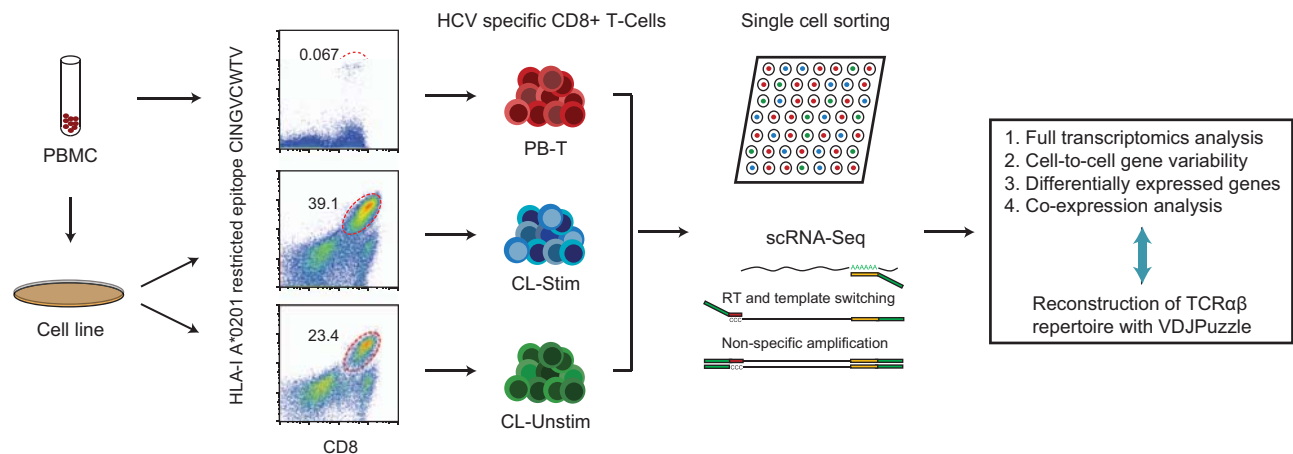 HCV specific CD8+ T-Cells
Single cell sorting
PBMC
Cell line
HLA-I A*0201 restricted epitope CINGVCWTV
0.067
39.1
23.4
CD8
PB-T
CL-Stim
CL-Unstim
scRNA-Seq
AAAAAA
RT and template switching
CCC
Non-specific amplification
CCC
1. Full transcriptomics analysis
2. Cell-to-cell gene variability
3. Differentially expressed genes
4. Co-expression analysis
Reconstruction of TCRαβ
repertoire with VDJPuzzle